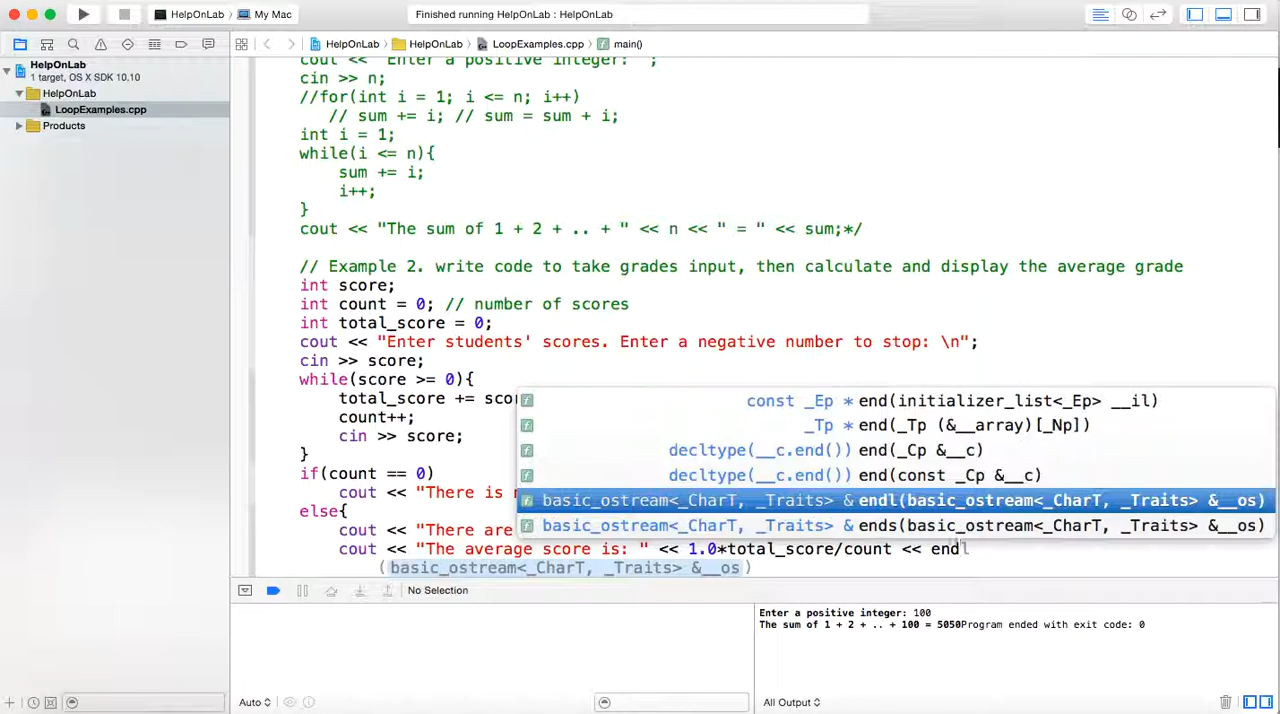 HelpOnLab 〉 My Mac
Finished running HelpOnLab : HelpOnLab
HelpOnLab
1 target, OS X SDK 10.10
HelpOnLab
LoopExamples.cpp
Products
HelpOnLab 〉 HelpOnLab 〉 LoopExamples.cpp 〉 main()
cout << "Enter a positive integer: ";
cin >> n;
//for(int i = 1; i <= n; i++)
// sum += i; // sum = sum + i;
int i = 1;
while(i <= n){
sum += i;
i++;
}
cout << "The sum of 1 + 2 + .. + " << n << " = " << sum;*/
// Example 2. write code to take grades input, then calculate and display the average grade
int score;
int count = 0; // number of scores
int total_score = 0;
cout << "Enter students' scores. Enter a negative number to stop: \n";
cin >> score;
while(score >= 0){
total_score +=
count++;
cin >> score;
}
if(count == 0)
cout << "There is
else{
cout << "There are
cout << "The average score is: " << 1.0*total_score/count << endl
(basic_ostream<_CharT, _Traits> &__os)
const _Ep * end(initializer_list<_Ep> __il)
_Tp * end(_Tp (&__array)[_Np])
decltype(__c.end()) end(_Cp &__c)
decltype(__c.end()) end(const _Cp &__c)
basic_ostream<_CharT, _Traits> & endl(basic_ostream<_CharT, _Traits> &__os)
basic_ostream<_CharT, _Traits> & ends(basic_ostream<_CharT, _Traits> &__os)
No Selection
Enter a positive integer: 100
The sum of 1 + 2 + .. + 100 = 5050Program ended with exit code: 0
Auto
All Output